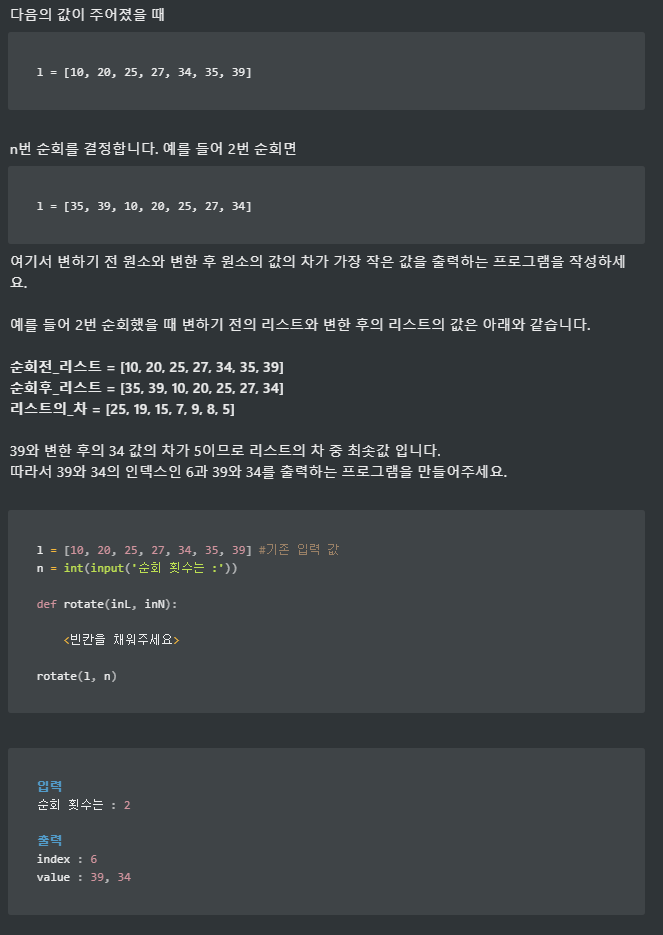 다음의 값이 주어졌을 때
l = [10, 20, 25, 27, 34, 35, 39]
n번 순회를 결정합니다. 예를 들어 2번 순회면
l = [35, 39, 10, 20, 25, 27, 34]
여기서 변하기 전 원소와 변한 후 원소의 값의 차가 가장 작은 값을 출력하는 프로그램을 작성하세
요.
예를 들어 2번 순회했을 때 변하기 전의 리스트와 변한 후의 리스트의 값은 아래와 같습니다.
순회전_리스트 = [10, 20, 25, 27, 34, 35, 39]
순회후_리스트 = [35, 39, 10, 20, 25, 27, 34]
리스트의_차 = [25, 19, 15, 7, 9, 8, 5]
39와 변한 후의 34 값의 차가 5이므로 리스트의 차 중 최솟값 입니다.
따라서 39와 34의 인덱스인 6과 39와 34를 출력하는 프로그램을 만들어주세요.
l = [10, 20, 25, 27, 34, 35, 39] #기존 입력 값
n = int(input('순회 횟수는 :'))
def rotate(inL, inN):
<빈칸을 채워주세요>
rotate(l, n)
입력
순회 횟수는 : 2
출력
index : 6
value : 39, 34